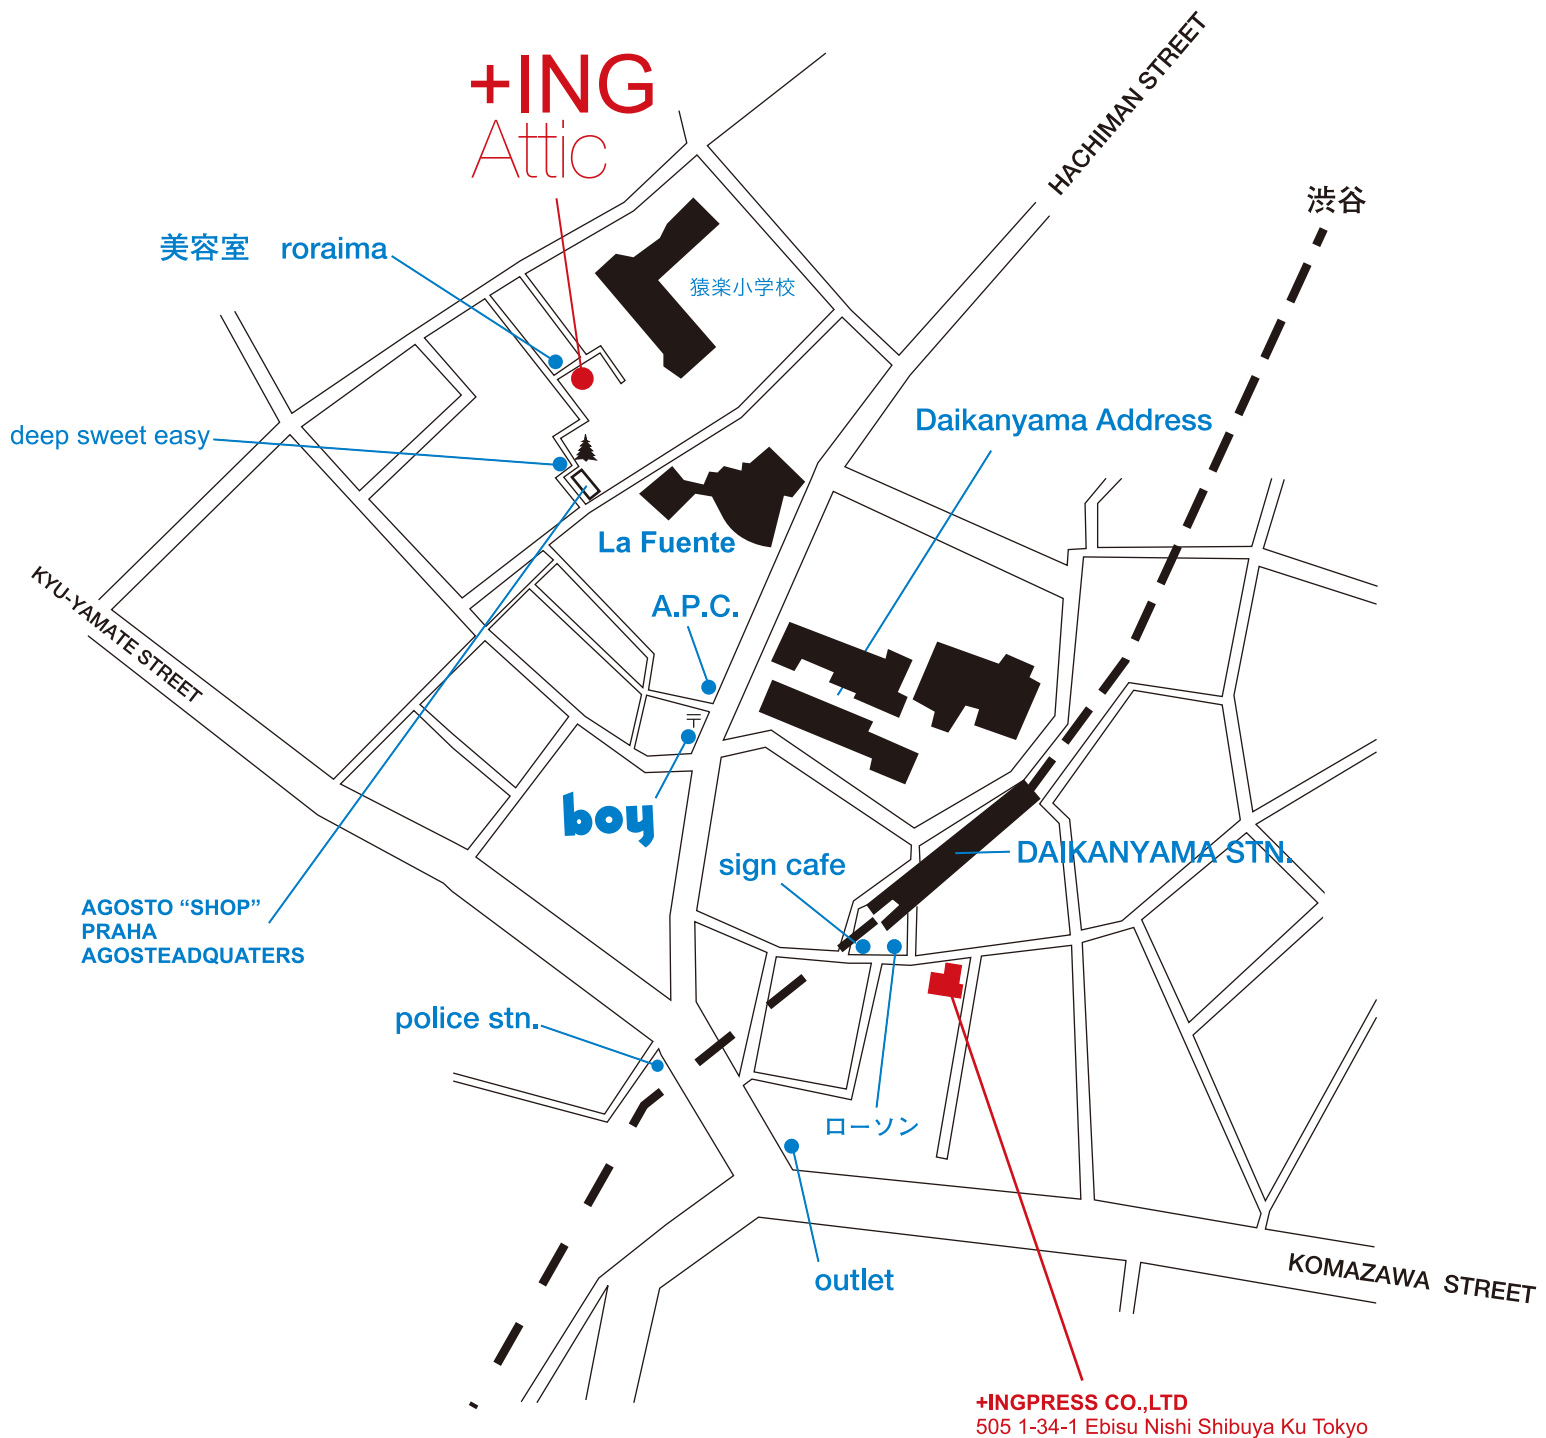 +ING
Attic
HACHIMAN STREET
渋谷
美容室 roraima
猿楽小学校
Daikanyama Address
deep sweet easy
La Fuente
KYU-YAMATE STREET
A.P.C.
〒
boy
sign cafe
DAIKANYAMA STN.
AGOSTO “SHOP”
PRAHA
AGOSTEADQUATERS
police stn.
ローソン
outlet
KOMAZAWA STREET
+INGPRESS CO.,LTD
505 1-34-1 Ebisu Nishi Shibuya Ku Tokyo